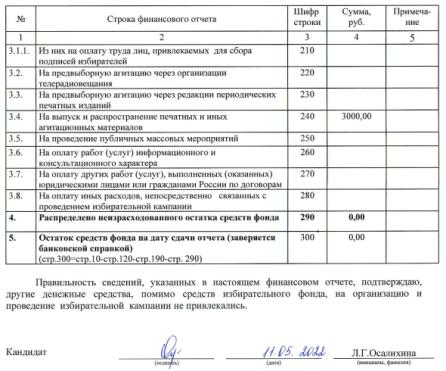 № Строка финансового отчета Шифр строки Сумма, руб. Примеча-ние
1 2 3 4 5
3.1.1. Из них на оплату труда лиц, привлекаемых для сбора
подписей избирателей 210
3.2. На предвыборную агитацию через организации
телерадиовещания 220
3.3. На предвыборную агитацию через редакции периодических
печатных изданий 230
3.4. На выпуск и распространение печатных и иных
агитационных материалов 240 3000,00
3.5. На проведение публичных массовых мероприятий 250
3.6. На оплату работ (услуг) информационного и
консультационного характера 260
3.7. На оплату других работ (услуг), выполненных (оказанных)
юридическими лицами или гражданами России по договорам 270
3.8. На оплату иных расходов, непосредственно связанных с
проведением избирательной кампании 280
4. Распределено неизрасходованного остатка средств фонда 290 0,00
5. Остаток средств фонда на дату сдачи отчета (заверяется
банковской справкой)
(стр.300=стр.10-стр.120-стр.190-стр. 290) 300 0,00
Правильность сведений, указанных в настоящем финансовом отчете, подтверждаю,
другие денежные средства, помимо средств избирательного фонда, на организацию и
проведение избирательной кампании не привлекались.
Кандидат 11.05.2022 Л.Г.Осалихина
(подпись) (дата) (инициалы, фамилия)